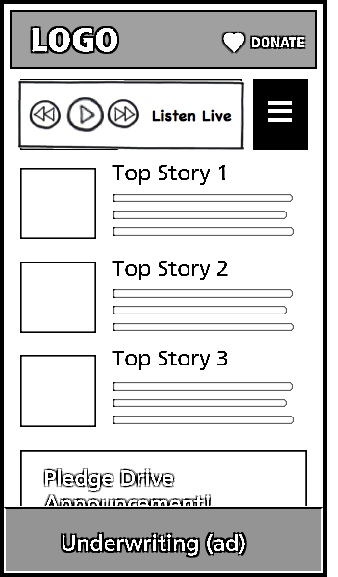 LOGO
DONATE
Listen Live
Top Story 1
Top Story 2
Top Story 3
Pledge Drive
Announcement!
Underwriting (ad)